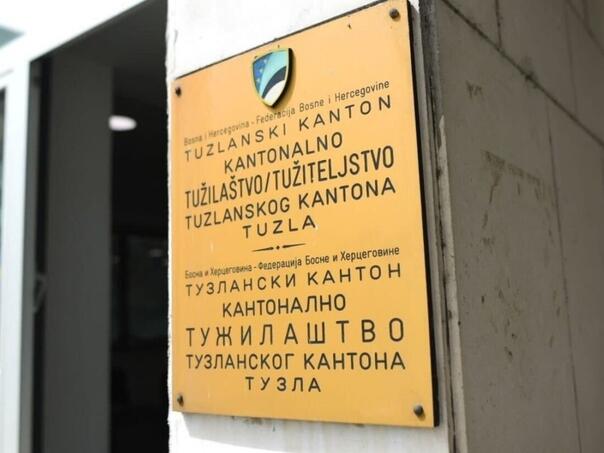 Bosna i Hercegovina - Federacija Bosne i Hercegovine
TUZLANSKI KANTON
KANTONALNO
TUŽILAŠTVO/TUŽITELJSTVO
TUZLANSKOG KANTONA
TUZLA
Босна и Херцеговина - Федерација Босне и Херцеговине
ТУЗЛАНСКИ КАНТОН
КАНТОНАЛНО
ТУЖИЛАШТВО
ТУЗЛАНСКОГ КАНТОНА
ТУЗЛА